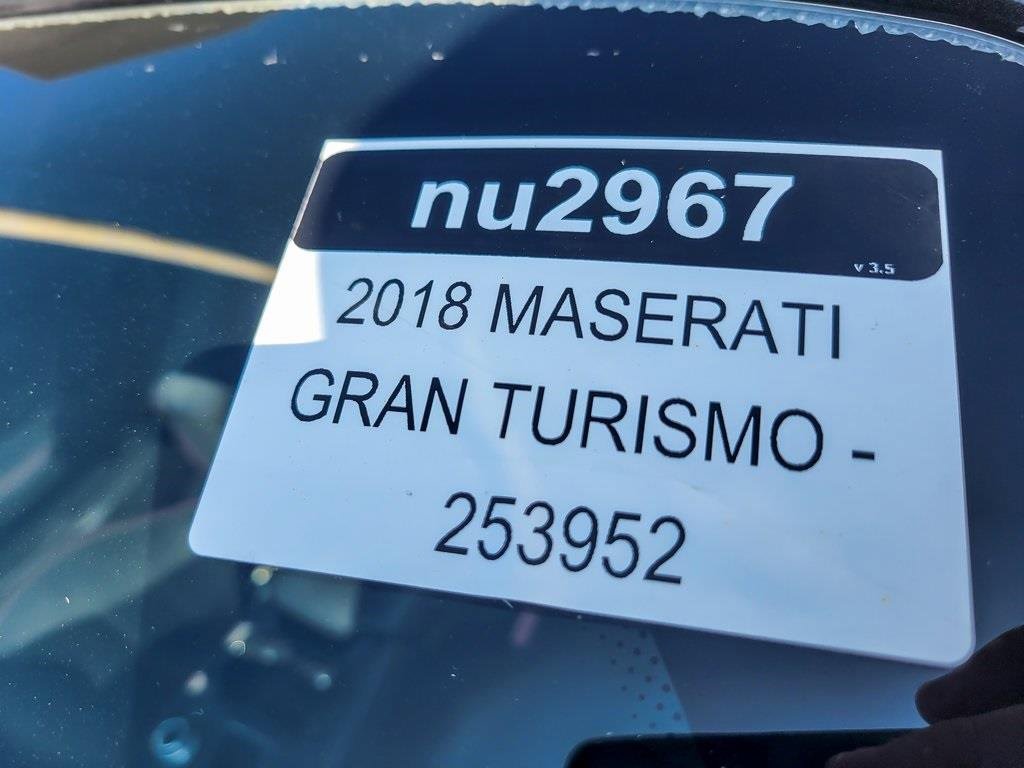 nu2967
v 3.5
2018 MASERATI
GRAN TURISMO -
253952